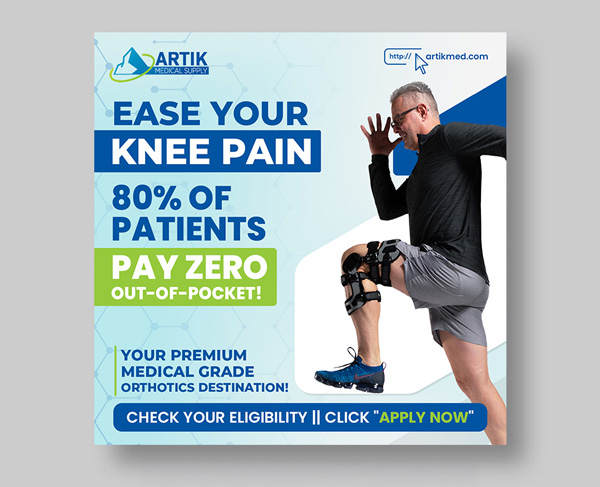 ARTIK
MEDICAL SUPPLY
http://
artikmed.com
EASE YOUR
KNEE PAIN
80% OF
PATIENTS
PAY ZERO
OUT-OF-POCKET!
YOUR PREMIUM
MEDICAL GRADE
ORTHOTICS DESTINATION!
CHECK YOUR ELIGIBILITY || CLICK "APPLY NOW"